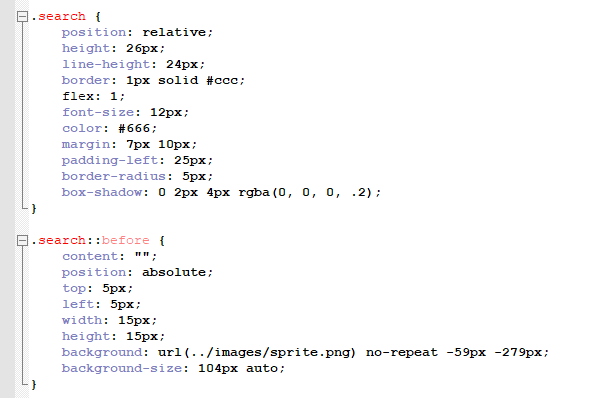 .search {
    position: relative;
    height: 26px;
    line-height: 24px;
    border: 1px solid #ccc;
    flex: 1;
    font-size: 12px;
    color: #666;
    margin: 7px 10px;
    padding-left: 25px;
    border-radius: 5px;
    box-shadow: 0 2px 4px rgba(0, 0, 0, .2);
}

.search::before {
    content: "";
    position: absolute;
    top: 5px;
    left: 5px;
    width: 15px;
    height: 15px;
    background: url(../images/sprite.png) no-repeat -59px -279px;
    background-size: 104px auto;
}